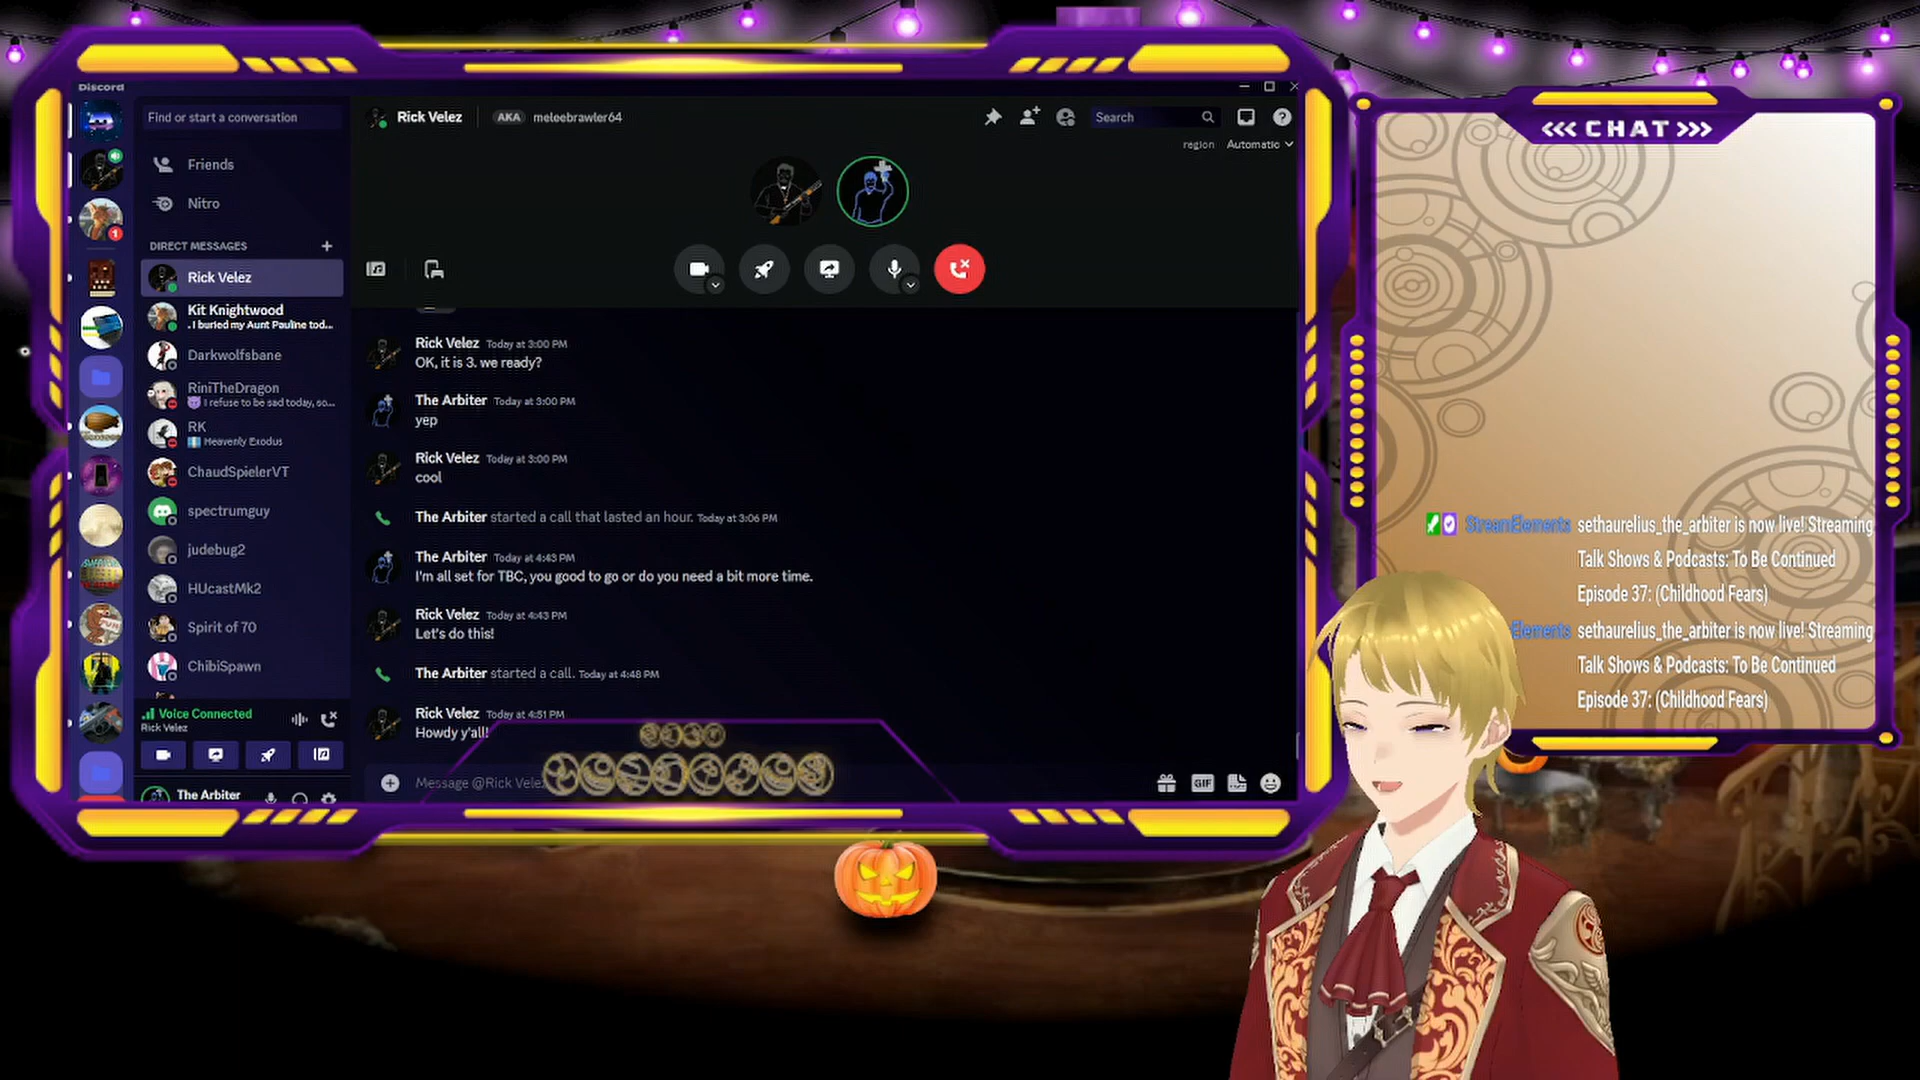 Discord
Find or start a conversation
Friends
Nitro
DIRECT MESSAGES
Rick Velez
Kit Knightwood
. I buried my Aunt Pauline tod...
Darkwolfsbane
RiniTheDragon
I refuse to be sad today, so...
RK
Heavenly Exodus
ChaudSpielerVT
spectrumguy
judebug2
HUcastMk2
Spirit of 70
ChibiSpawn
Voice Connected
Rick Velez
The Arbiter
1
Rick Velez
AKA meleebrawler64
Search
region Automatic
Rick Velez Today at 3:00 PM
OK, it is 3. we ready?
The Arbiter Today at 3:00 PM
yep
Rick Velez Today at 3:00 PM
cool
The Arbiter started a call that lasted an hour. Today at 3:06 PM
The Arbiter Today at 4:43 PM
I'm all set for TBC, you good to go or do you need a bit more time.
Rick Velez Today at 4:43 PM
Let's do this!
The Arbiter started a call. Today at 4:48 PM
Rick Velez Today at 4:51 PM
Howdy y'all!
Message @Rick Velez
GIF
<<< CHAT >>>
StreamElements sethaurelius_the_arbiter is now live! Streaming
Talk Shows & Podcasts: To Be Continued
Episode 37: (Childhood Fears)
Elements sethaurelius_the_arbiter is now live! Streaming
Talk Shows & Podcasts: To Be Continued
Episode 37: (Childhood Fears)